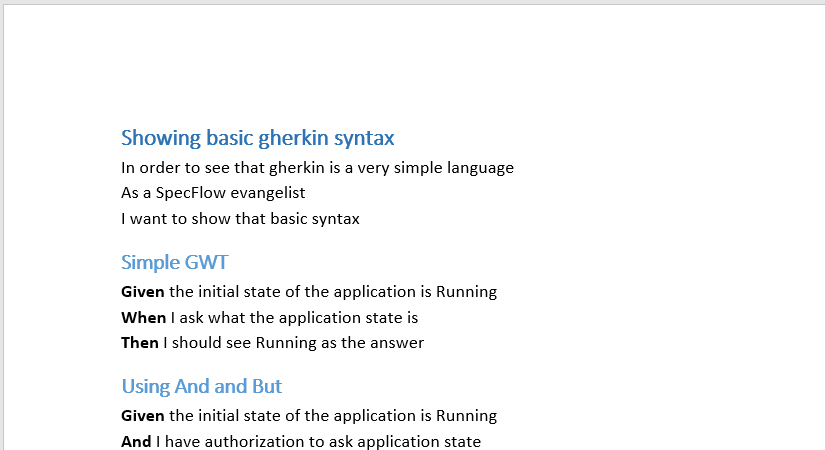 Showing basic gherkin syntax
In order to see that gherkin is a very simple language
As a SpecFlow evangelist
I want to show that basic syntax
Simple GWT
Given the initial state of the application is Running
When I ask what the application state is
Then I should see Running as the answer
Using And and But
Given the initial state of the application is Running
And I have authorization to ask application state